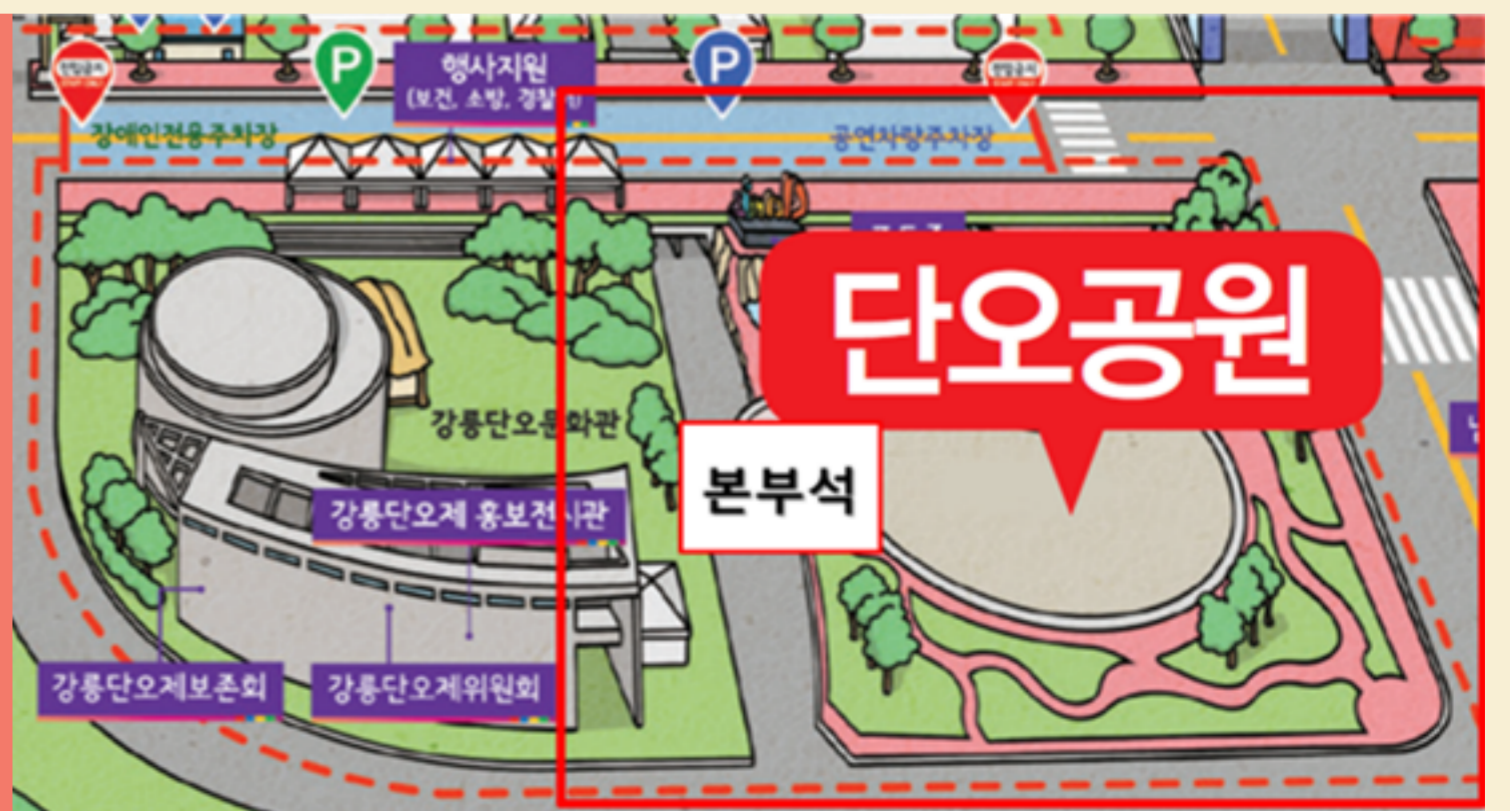 P
행사지원
(보건, 소방, 경찰서)
P
장애인전용주차장
공연차량주차장
단오공원
강릉단오문화관
본부석
강릉단오제 홍보전시관
강릉단오제보존회
강릉단오제위원회